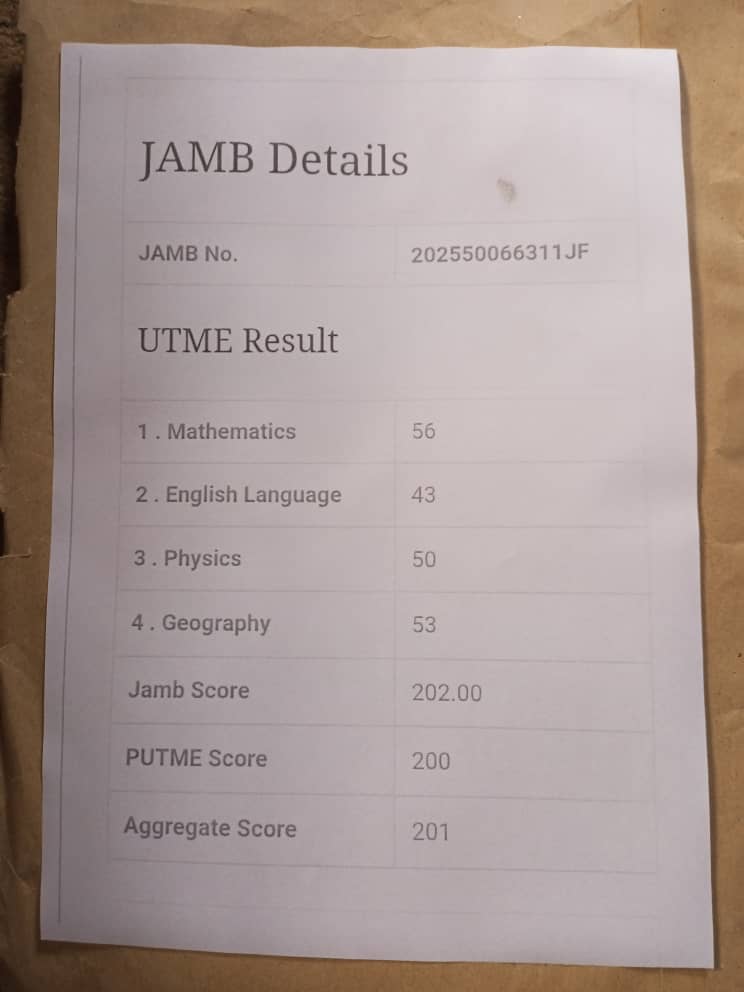 JAMB Details
JAMB No. 202550066311JF
UTME Result
1 . Mathematics 56
2 . English Language 43
3 . Physics 50
4 . Geography 53
Jamb Score 202.00
PUTME Score 200
Aggregate Score 201